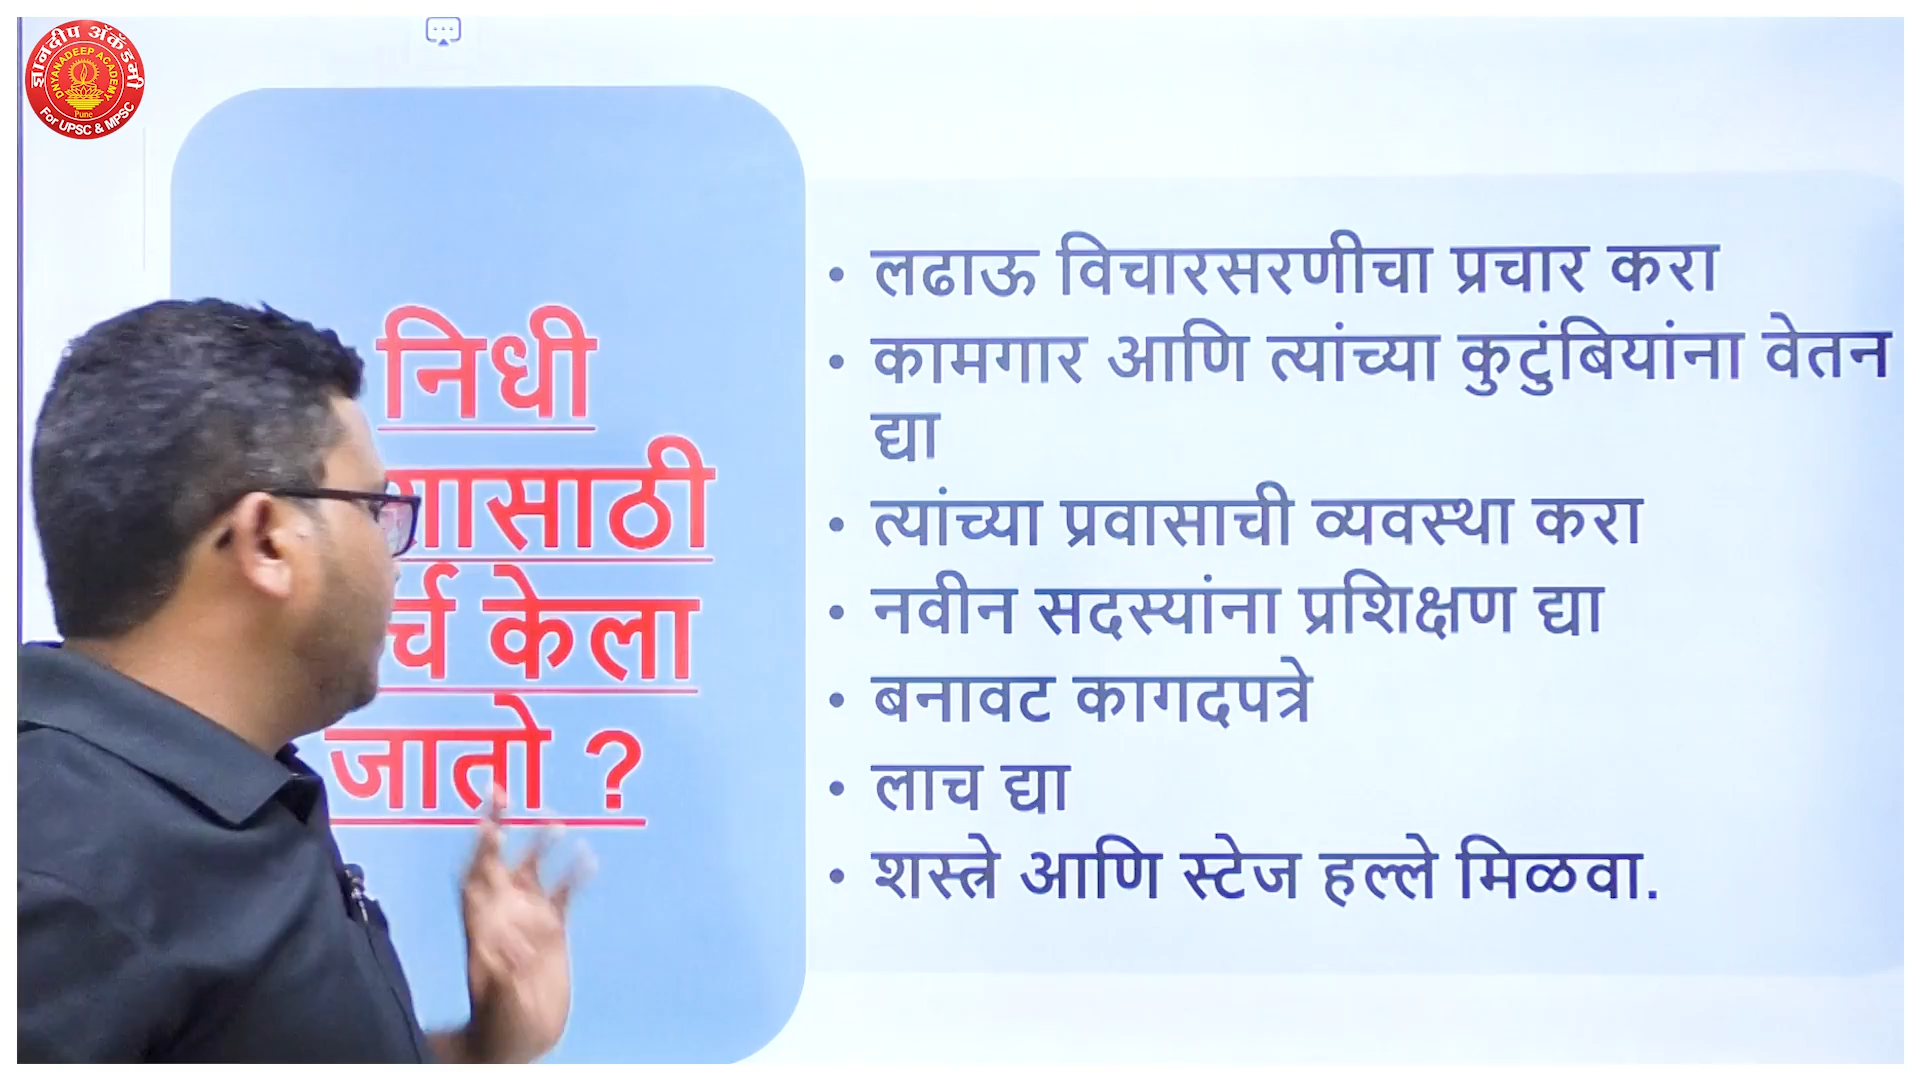 ज्ञानदीप अॅकॅडमी
DNYANADEEP ACADEMY
Pune
For UPSC & MPSC
निधी
केला
जातो ?
• लढाऊ विचारसरणीचा प्रचार करा
• कामगार आणि त्यांच्या कुटुंबियांना वेतन
द्या
• त्यांच्या प्रवासाची व्यवस्था करा
• नवीन सदस्यांना प्रशिक्षण द्या
• बनावट कागदपत्रे
• लाच द्या
• शस्त्रे आणि स्टेज हल्ले मिळवा.